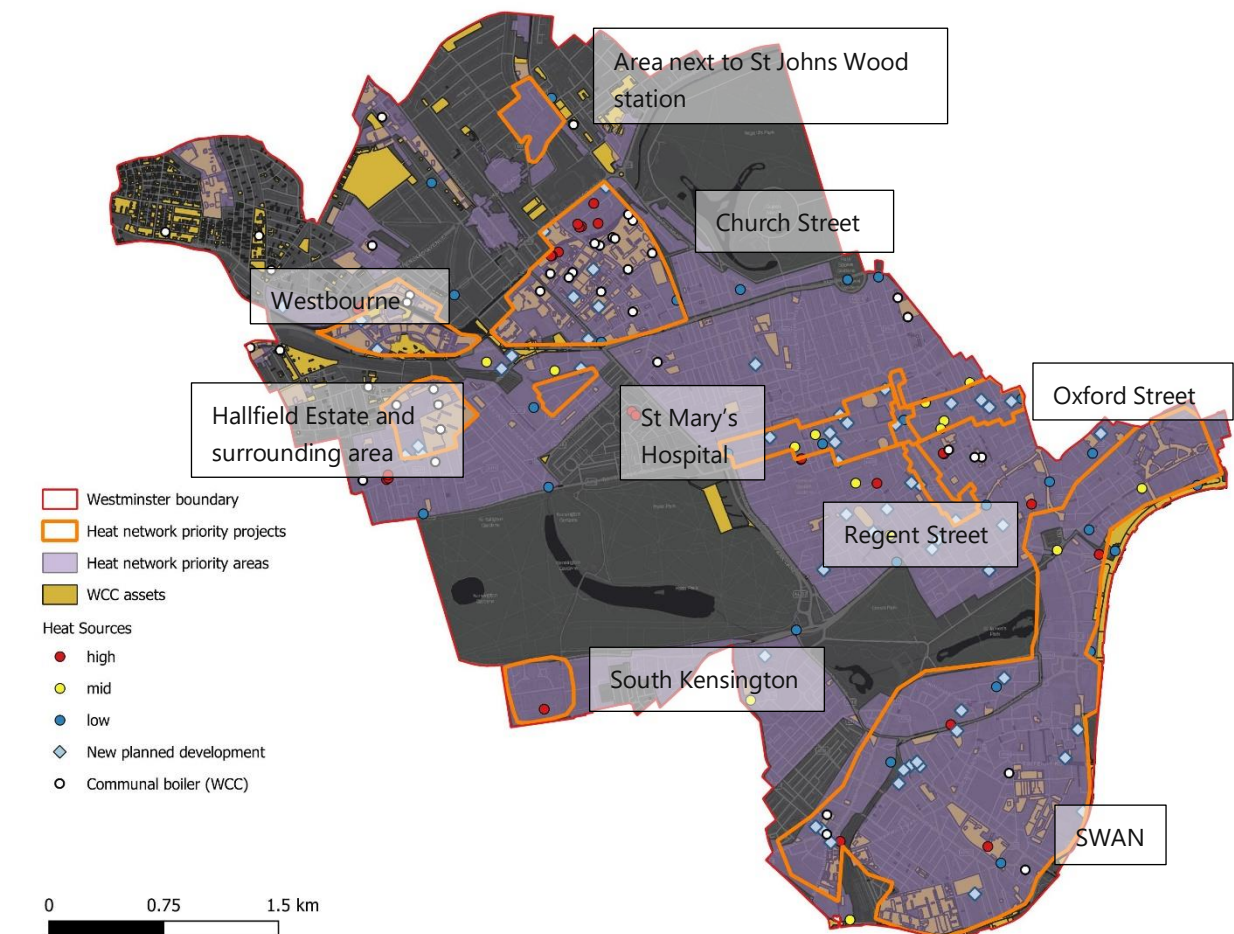 Area next to St Johns Wood
station
Church Street
Westbourne
Oxford Street
Hallfield Estate and
surrounding area
St Mary's
Hospital
Regent Street
South Kensington
SWAN
Westminster boundary
Heat network priority projects
Heat network priority areas
WCC assets
Heat Sources
high
mid
low
New planned development
Communal boiler (WCC)
0 0.75 1.5 km